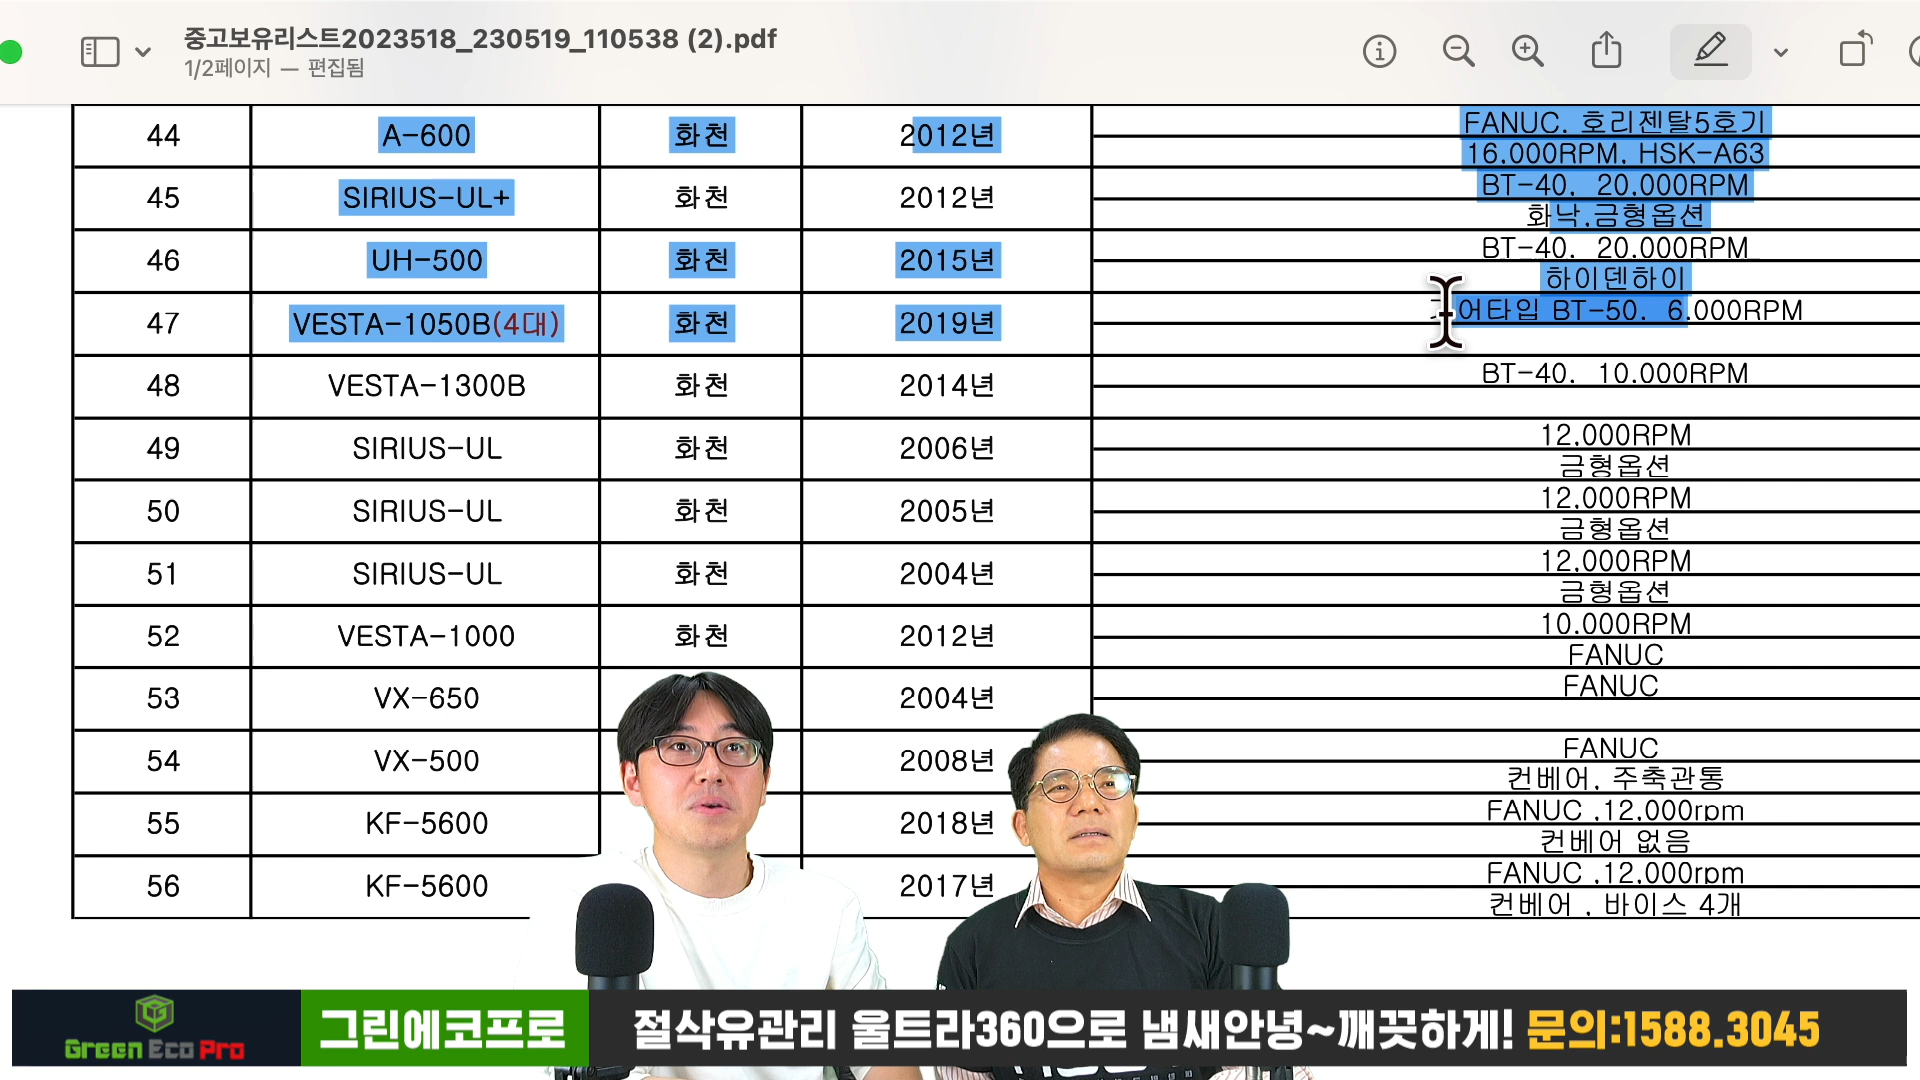 중고보유리스트2023518_230519_110538 (2).pdf
1/2페이지 — 편집됨
44 A-600 화천 2012년 FANUC. 호리젠탈5호기
16,000RPM, HSK-A63
45 SIRIUS-UL+ 화천 2012년 BT-40, 20,000RPM
화낙,금형옵션
46 UH-500 화천 2015년 BT-40, 20,000RPM
하이덴하이
47 VESTA-1050B(4대) 화천 2019년 어타입 BT-50, 6,000RPM
48 VESTA-1300B 화천 2014년 BT-40, 10,000RPM
49 SIRIUS-UL 화천 2006년 12,000RPM
금형옵션
50 SIRIUS-UL 화천 2005년 12,000RPM
금형옵션
51 SIRIUS-UL 화천 2004년 12,000RPM
금형옵션
52 VESTA-1000 화천 2012년 10,000RPM
FANUC
53 VX-650 2004년 FANUC
54 VX-500 2008년 FANUC
컨베어, 주축관통
55 KF-5600 2018년 FANUC ,12,000rpm
컨베어 없음
56 KF-5600 2017년 FANUC ,12,000rpm
컨베어 , 바이스 4개
Green Eco Pro
그린에코프로
절삭유관리 울트라360으로 냄새안녕~깨끗하게! 문의:1588.3045